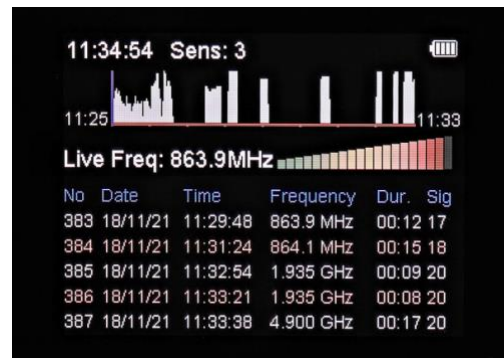 11:34:54 Sens: 3
11:25 11:33
Live Freq: 863.9MHz
No Date Time Frequency Dur. Sig
383 18/11/21 11:29:48 863.9 MHz 00:12 17
384 18/11/21 11:31:24 864.1 MHz 00:15 18
385 18/11/21 11:32:54 1.935 GHz 00:09 20
386 18/11/21 11:33:21 1.935 GHz 00:08 20
387 18/11/21 11:33:38 4.900 GHz 00:17 20